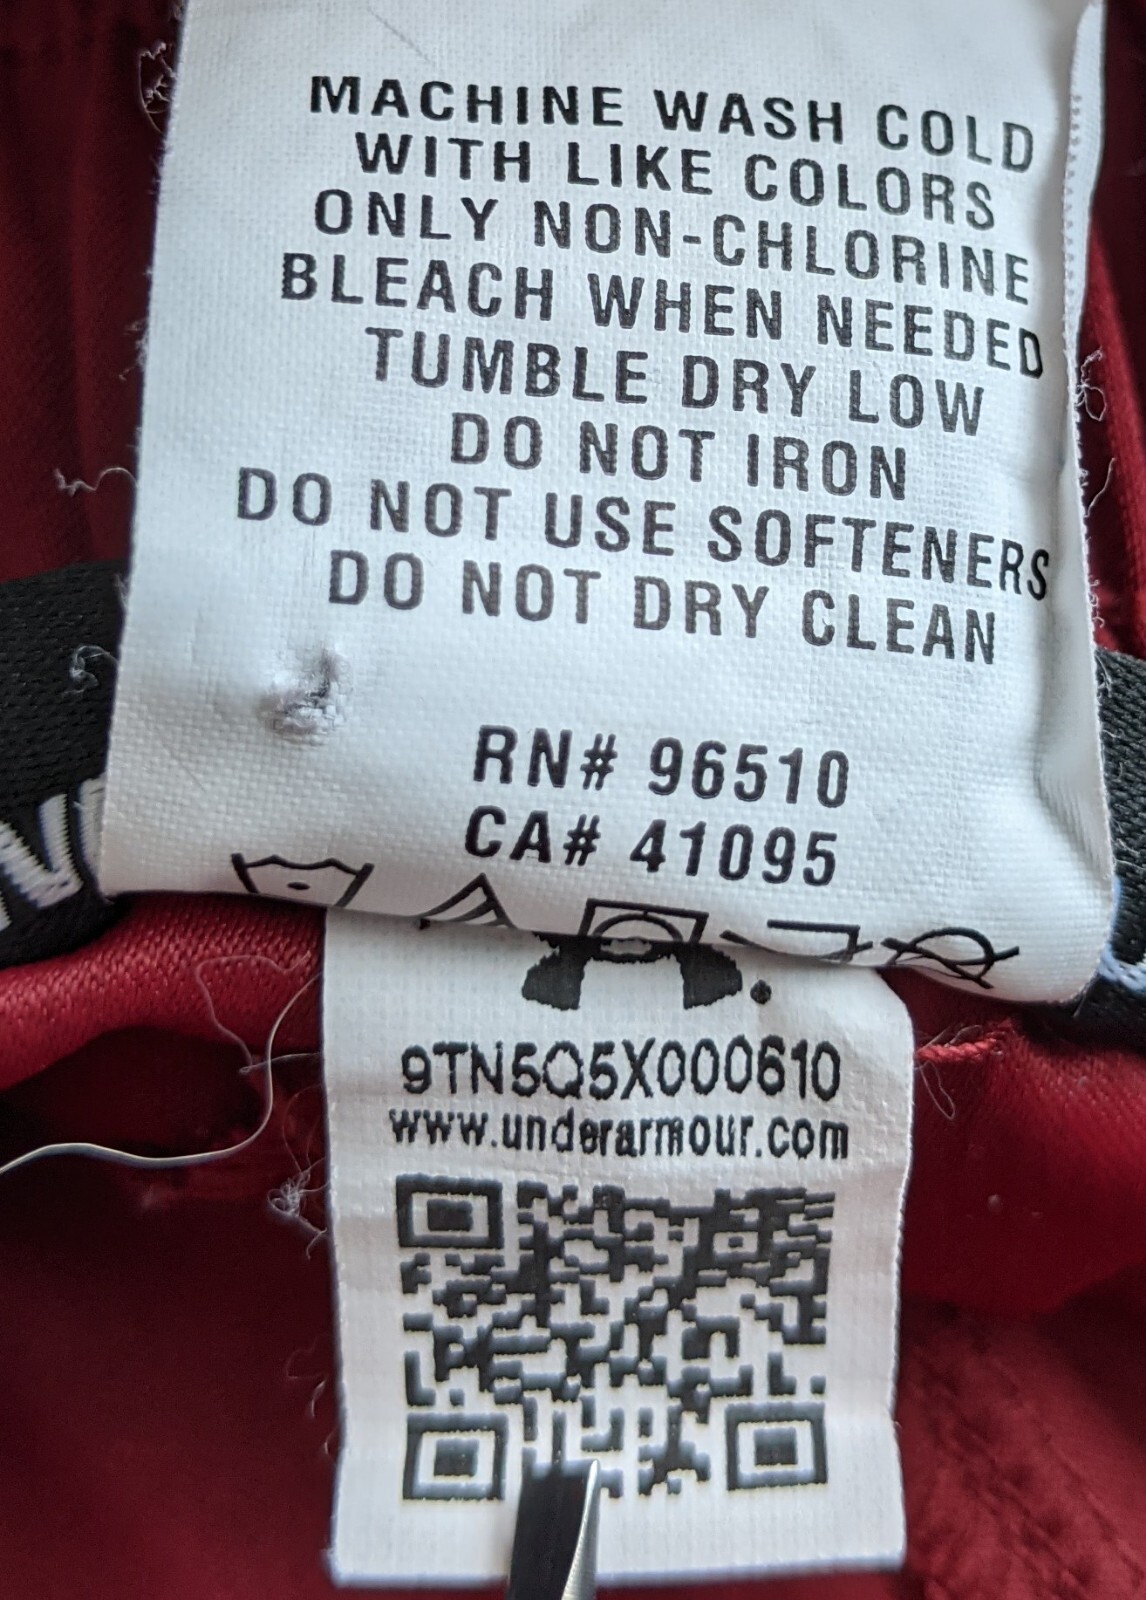 MACHINE WASH COLD
WITH LIKE COLORS
ONLY NON-CHLORINE
BLEACH WHEN NEEDED
TUMBLE DRY LOW
DO NOT IRON
DO NOT USE SOFTENERS
DO NOT DRY CLEAN
RN# 96510
CA# 41095
9TN5Q5X000610
www.underarmour.com